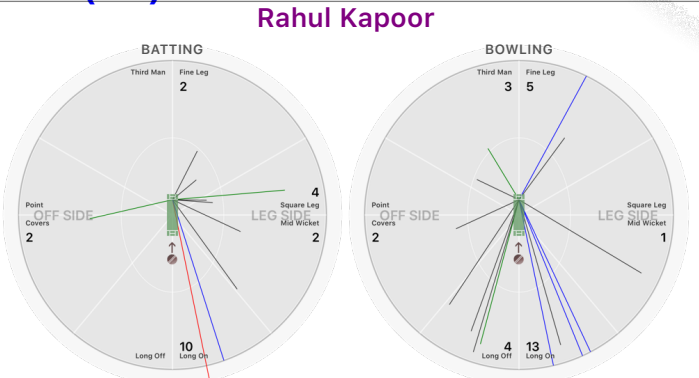 Rahul Kapoor
BATTING
Third Man
Fine Leg
2
4
Point
OFF SIDE
Covers
2
Square Leg
LEG SIDE
Mid Wicket
2
10
Long Off
Long On
BOWLING
Third Man
Fine Leg
3
5
Point
OFF SIDE
Covers
2
Square Leg
LEG SIDE
Mid Wicket
1
4
13
Long Off
Long On